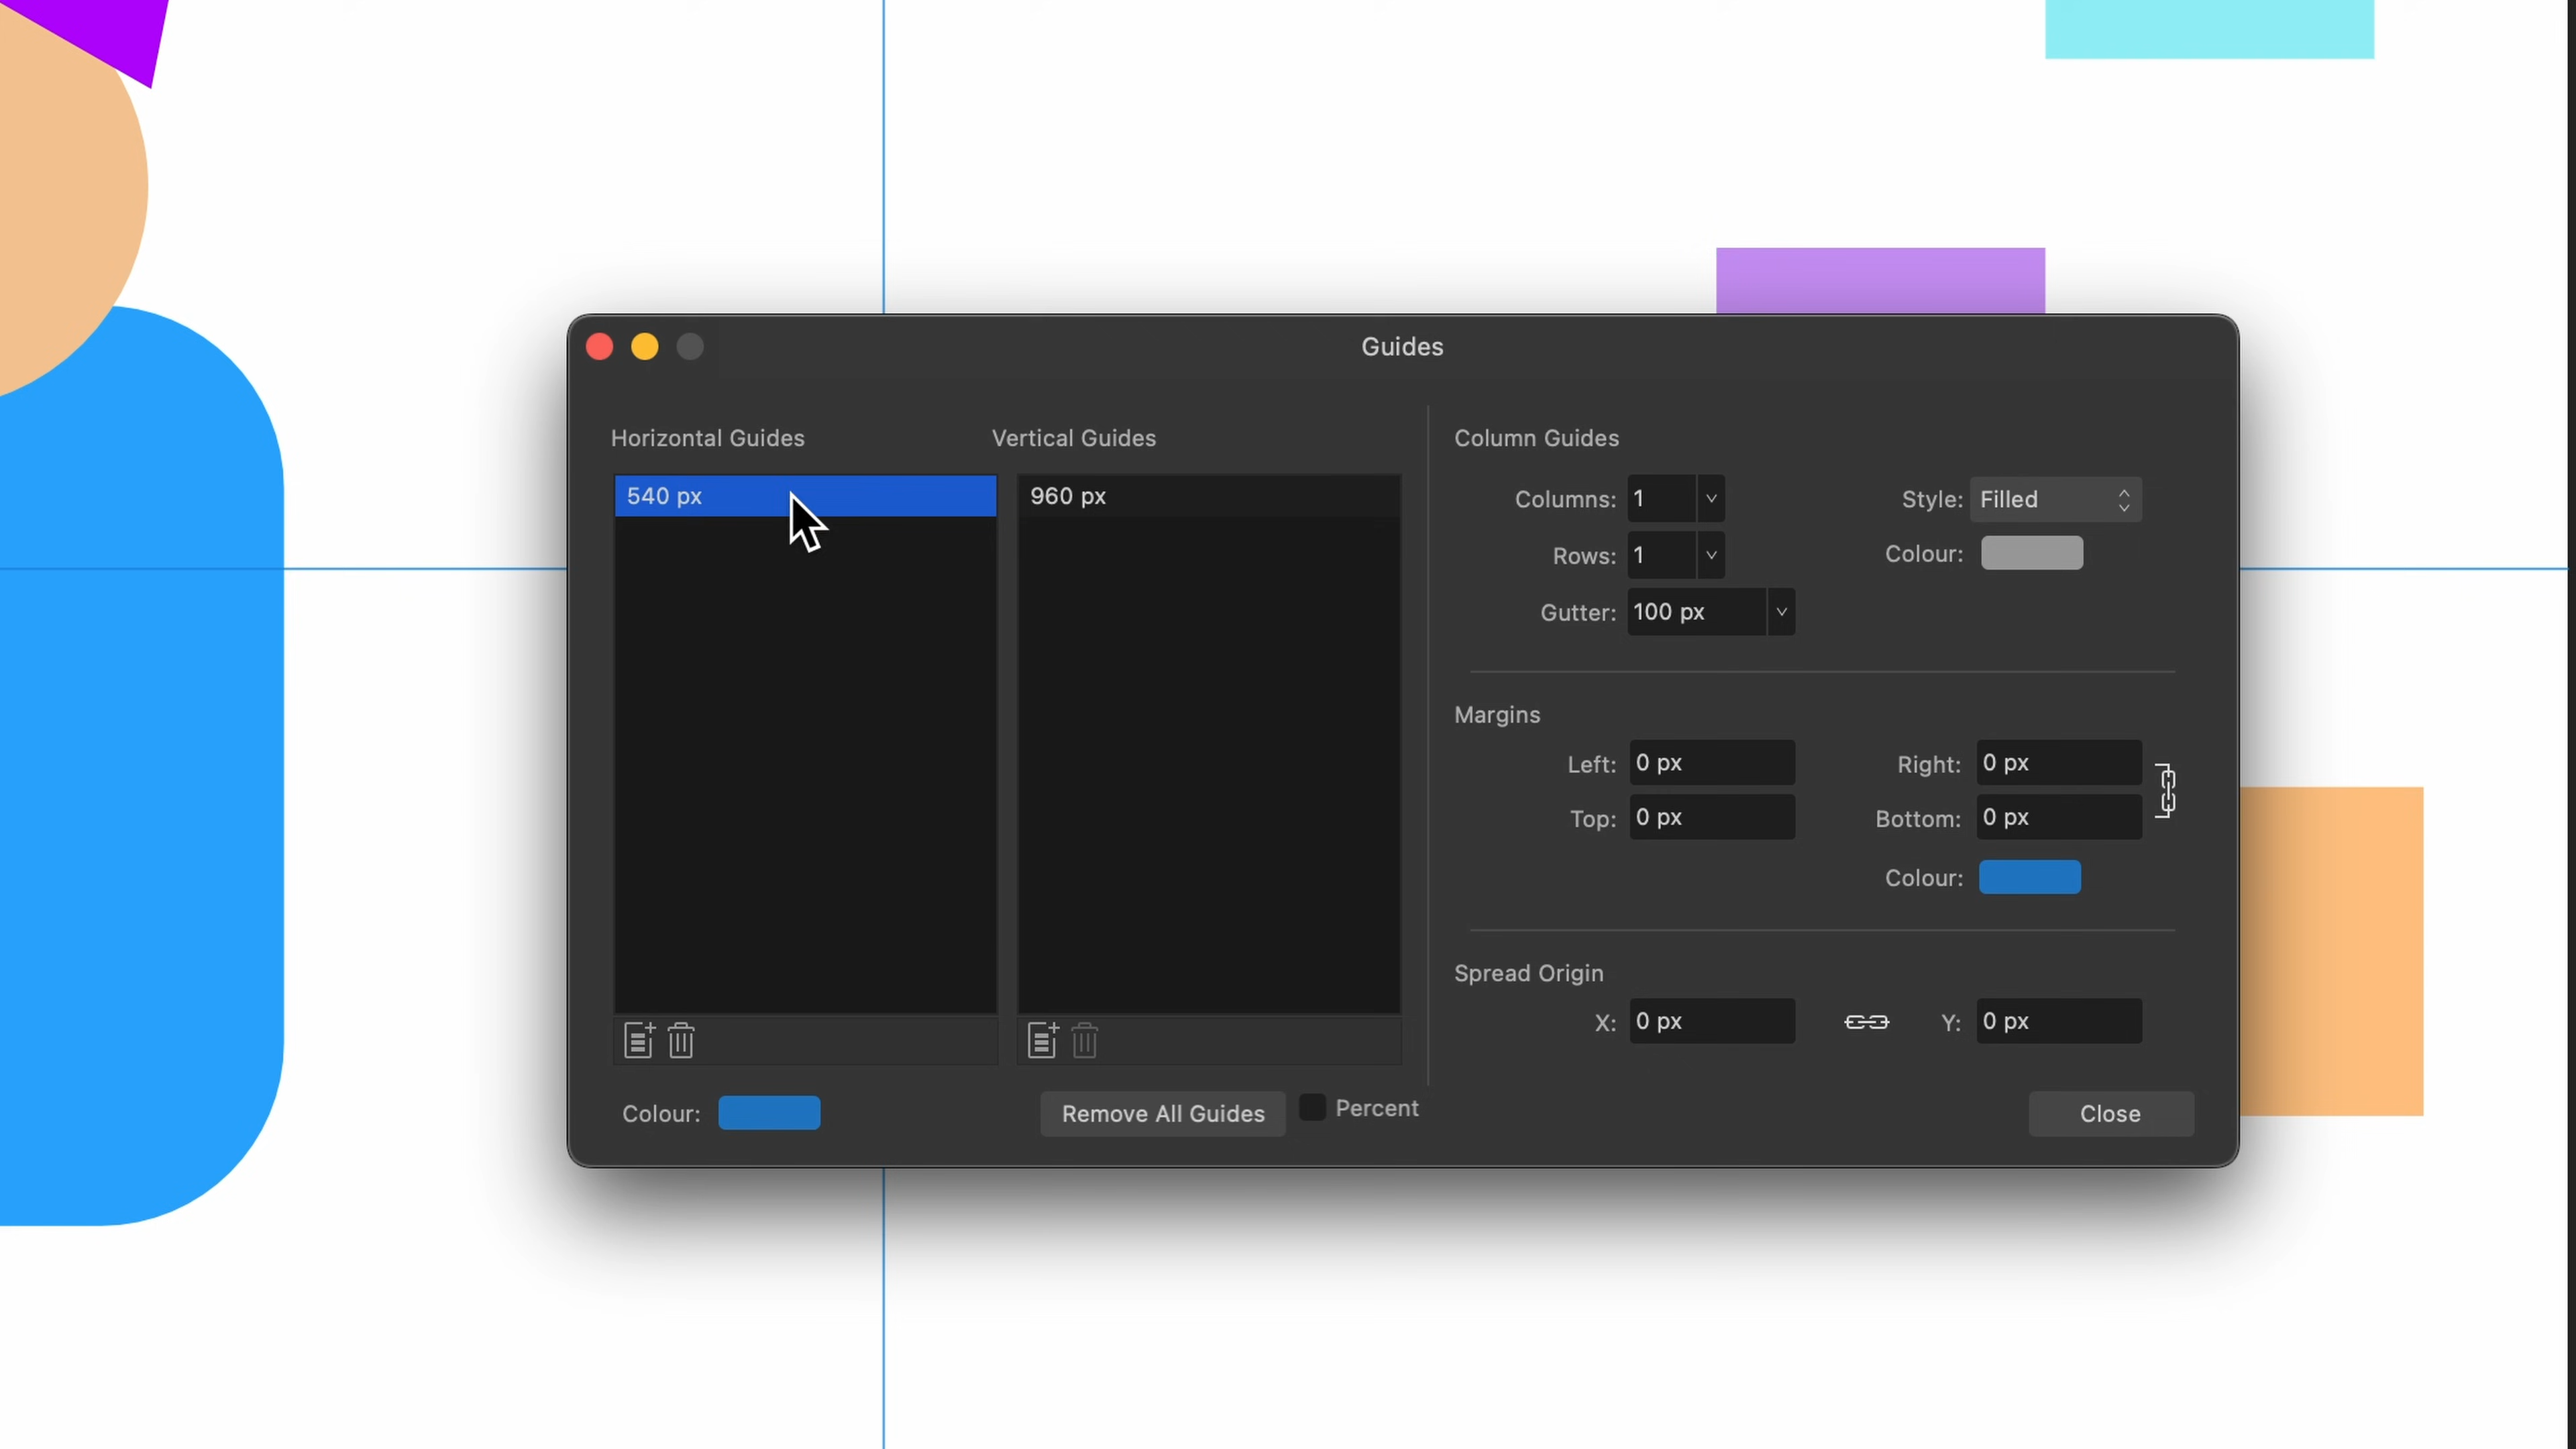 Guides
Horizontal Guides
Vertical Guides
540 px
960 px
Colour:
Remove All Guides
Percent
Column Guides
Columns: 1
Style: Filled
Rows: 1
Colour:
Gutter: 100 px
Margins
Left: 0 px
Right: 0 px
Top: 0 px
Bottom: 0 px
Colour:
Spread Origin
X: 0 px
Y: 0 px
Close